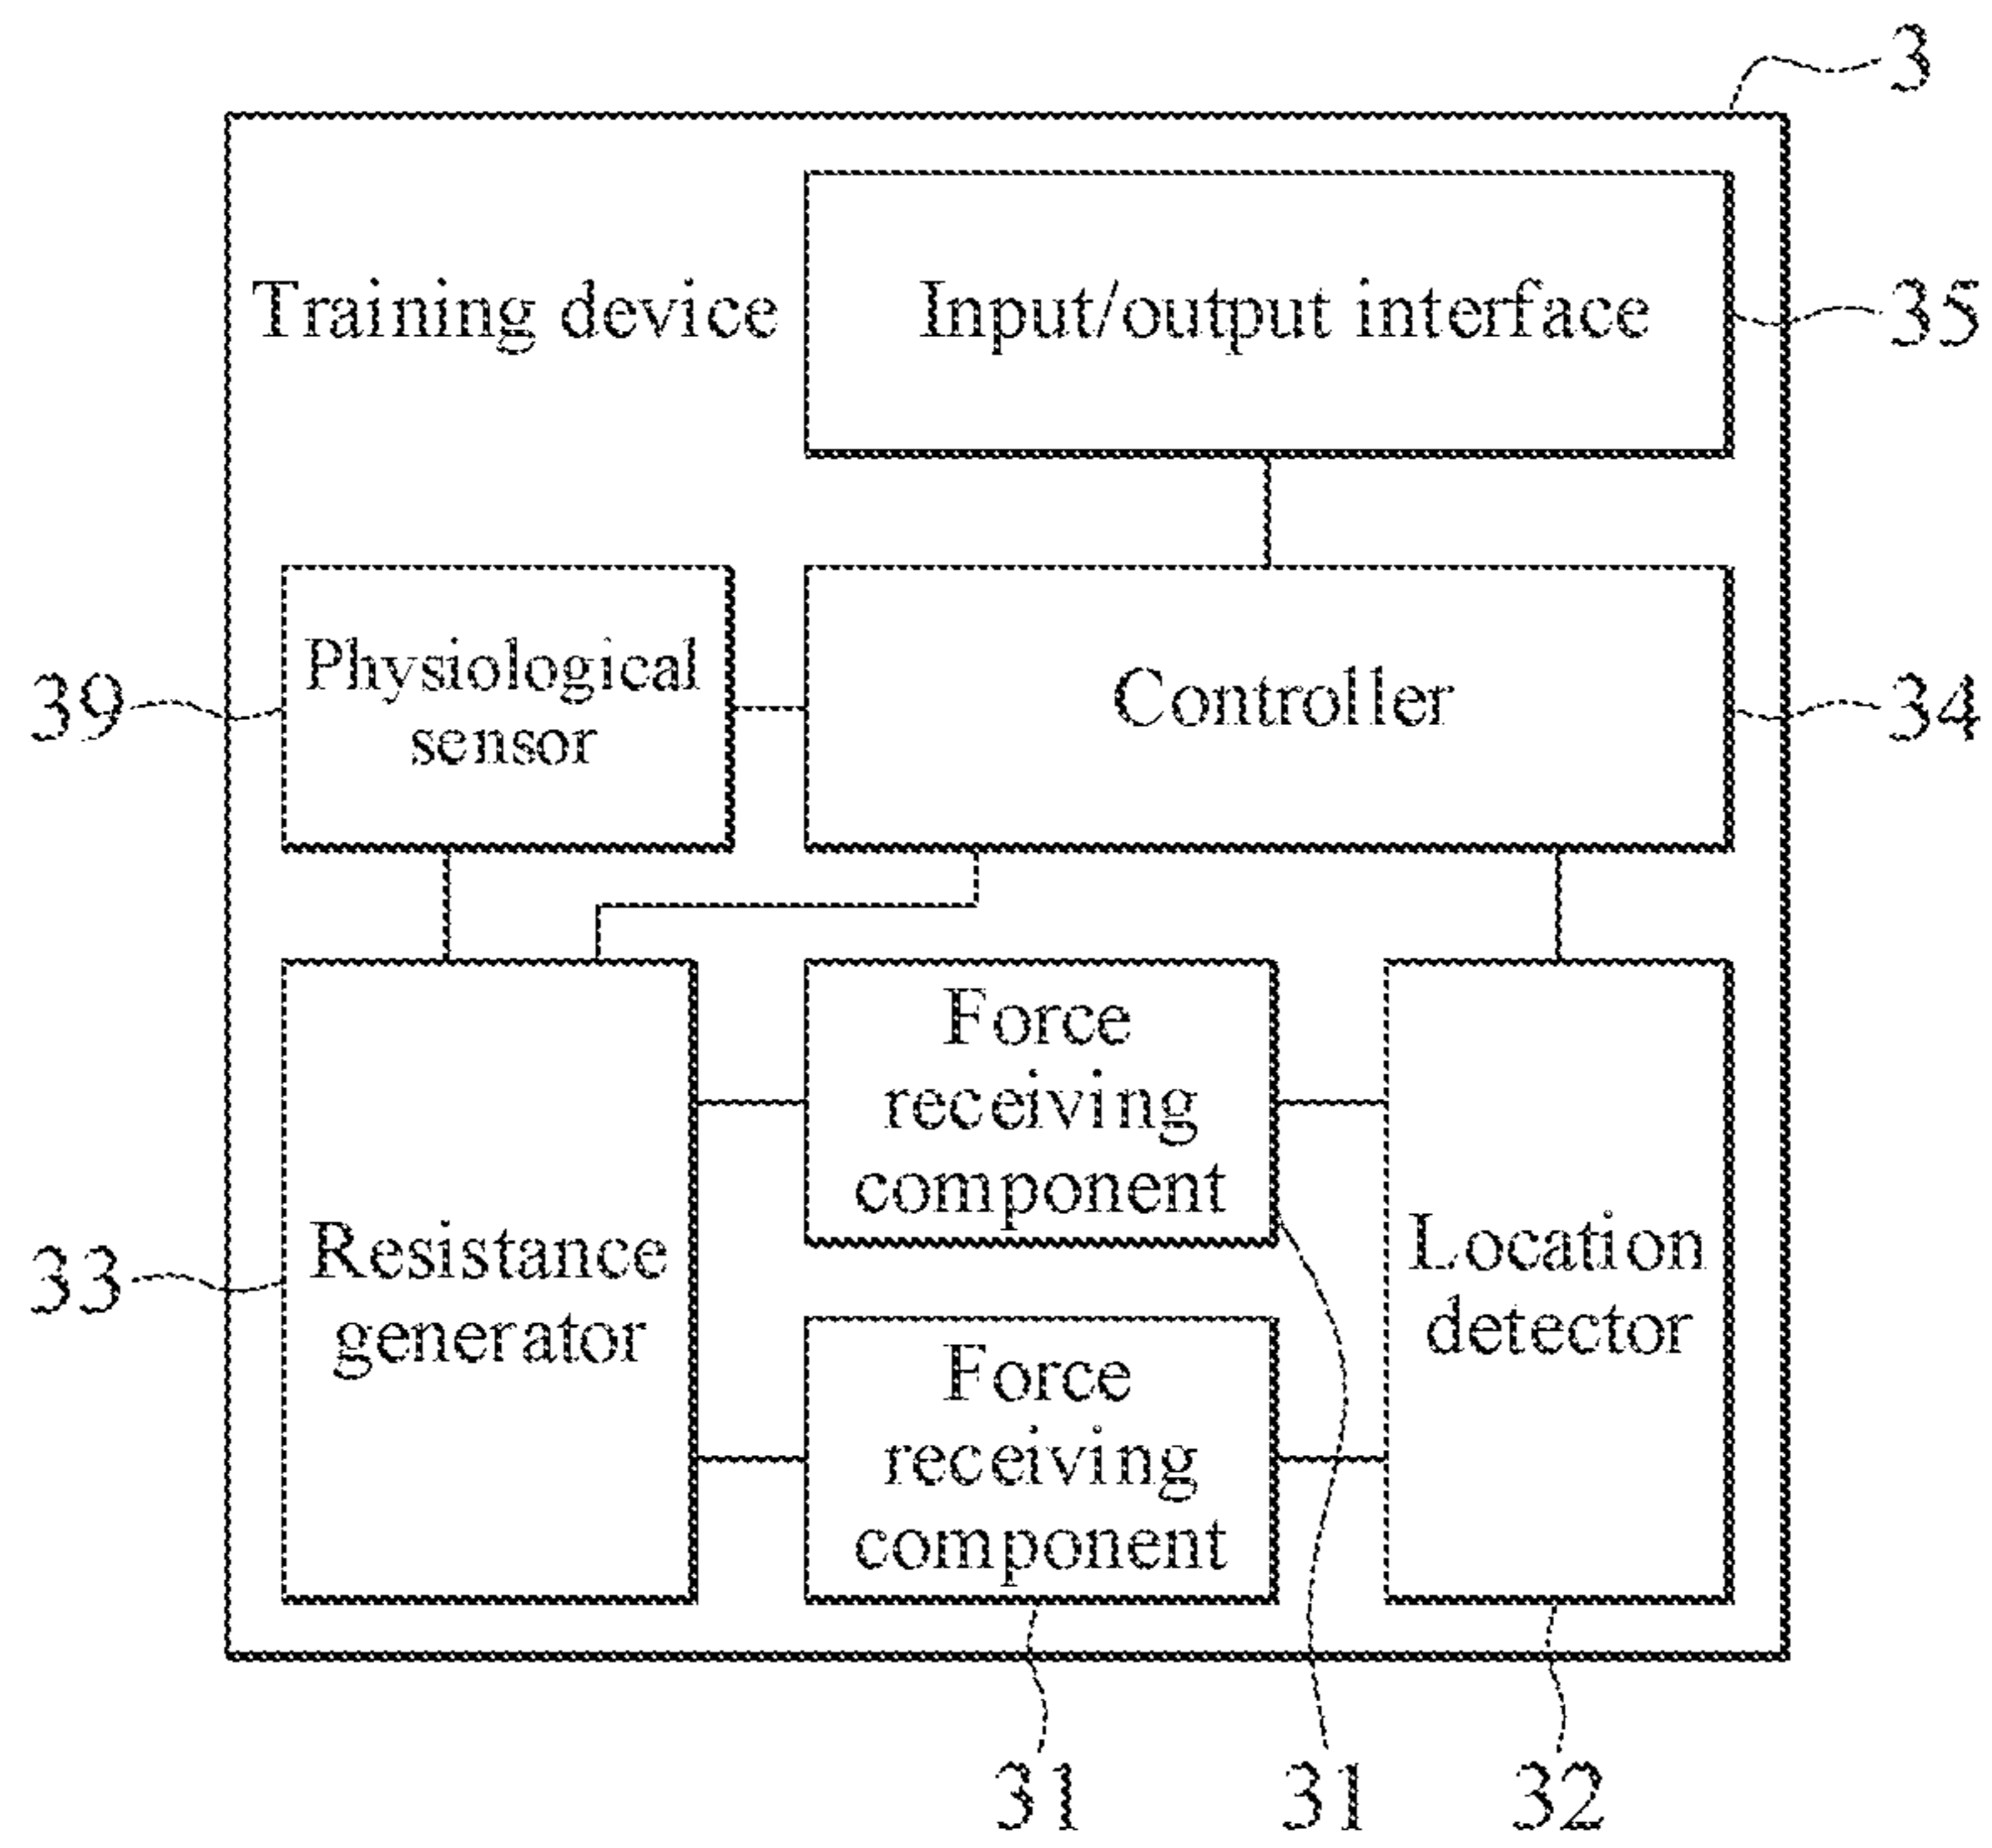 3
Training device
Input/output interface
35
Physiological
sensor
39
Controller
34
Force
receiving
component
Resistance
generator
33
Location
detector
Force
receiving
component
31
31
32